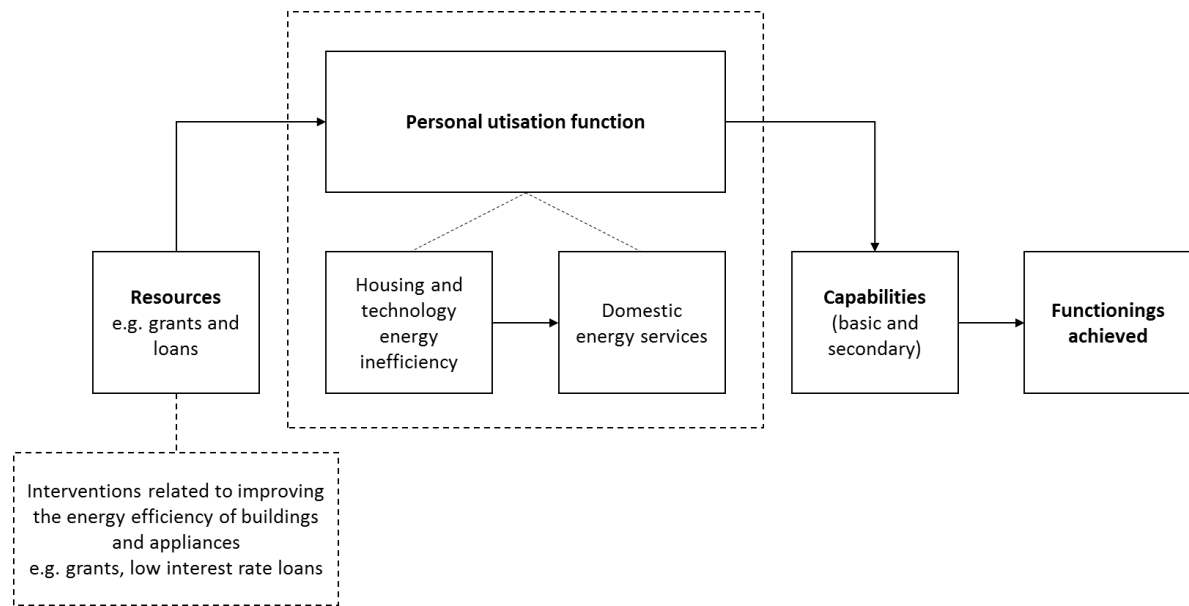 Personal utisation function
Resources
e.g. grants and
loans
Housing and
technology
energy
inefficiency
Domestic
energy services
Capabilities
(basic and
secondary)
Functionings
achieved
Interventions related to improving
the energy efficiency of buildings
and appliances
e.g. grants, low interest rate loans